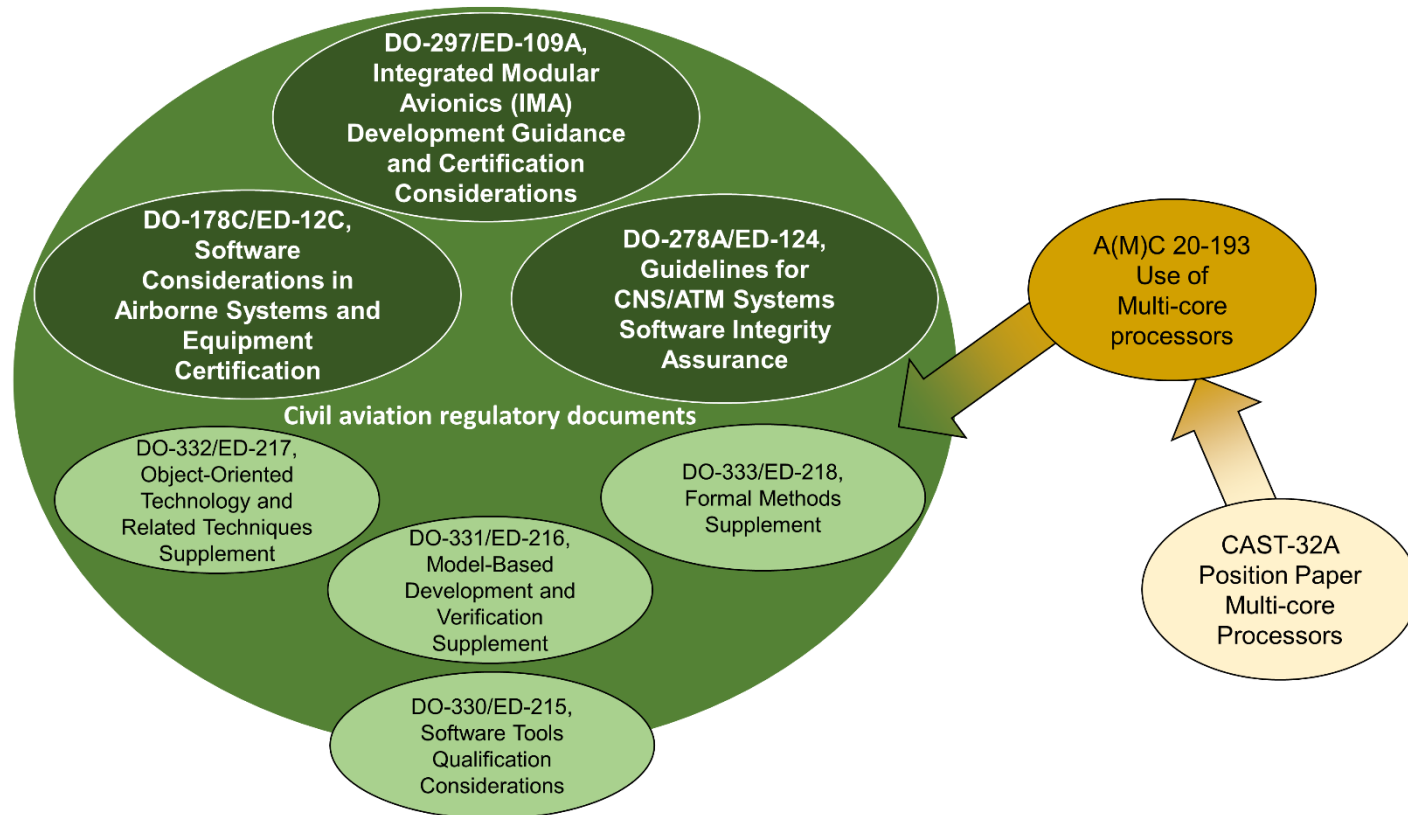 DO-297/ED-109A,
Integrated Modular
Avionics (IMA)
Development Guidance
and Certification
Considerations
DO-178C/ED-12C,
Software
Considerations in
Airborne Systems and
Equipment
Certification
DO-278A/ED-124,
Guidelines for
CNS/ATM Systems
Software Integrity
Assurance
A(M)C 20-193
Use of
Multi-core
processors
Civil aviation regulatory documents
DO-332/ED-217,
Object-Oriented
Technology and
Related Techniques
Supplement
DO-333/ED-218,
Formal Methods
Supplement
DO-331/ED-216,
Model-Based
Development and
Verification
Supplement
CAST-32A
Position Paper
Multi-core
Processors
DO-330/ED-215,
Software Tools
Qualification
Considerations